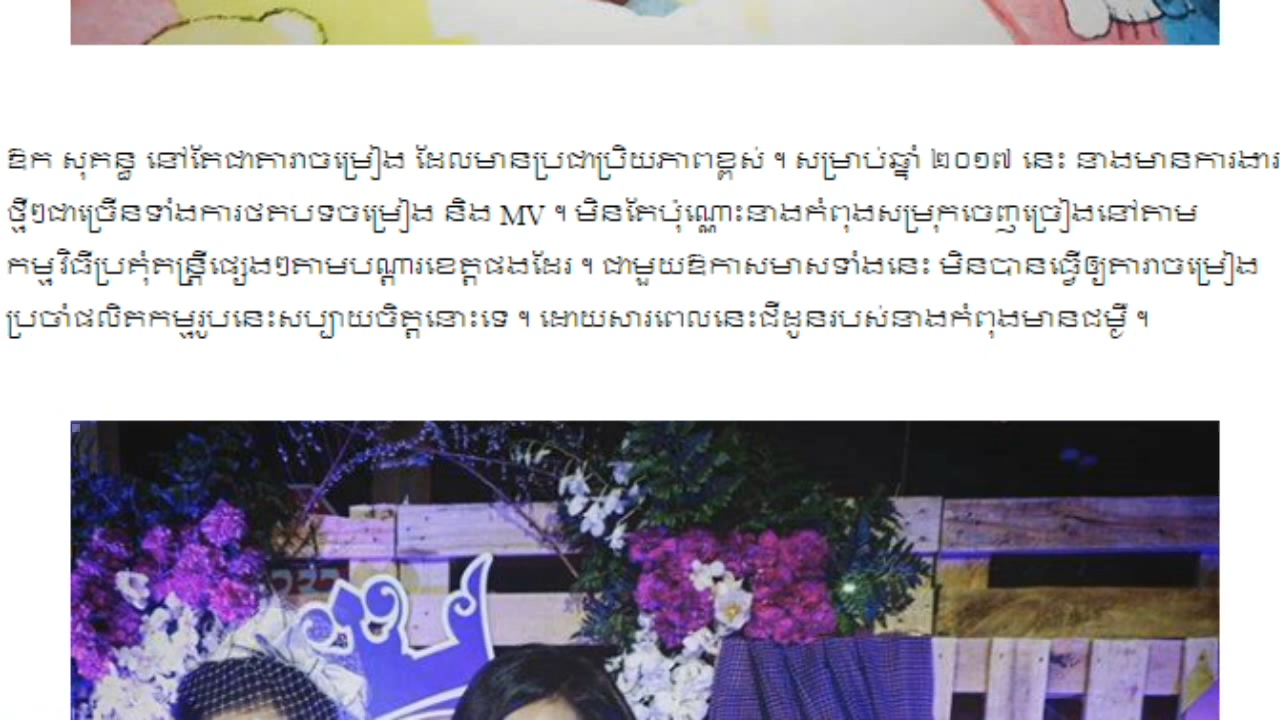 ឱក សុគន្ធ នៅតែជាតារាចម្រៀង ដែលមានប្រជាប្រិយភាពខ្ពស់ ។ សម្រាប់ឆ្នាំ ២០១៧ នេះ នាងមានការងារ
ថ្មីៗជាច្រើនទាំងការថតបទចម្រៀង និង MV ។ មិនតែប៉ុណ្ណោះនាងកំពុងសម្រុកចេញច្រៀងនៅតាម
កម្មវិធីប្រគុំតន្ត្រីផ្សេងៗតាមបណ្តារខេត្តផងដែរ ។ ជាមួយឱកាសមាសទាំងនេះ មិនបានធ្វើឲ្យតារាចម្រៀង
ប្រចាំផលិតកម្មរូបនេះសប្បាយចិត្តនោះទេ ។ ដោយសារពេលនេះជីដូនរបស់នាងកំពុងមានជម្ងឺ ។